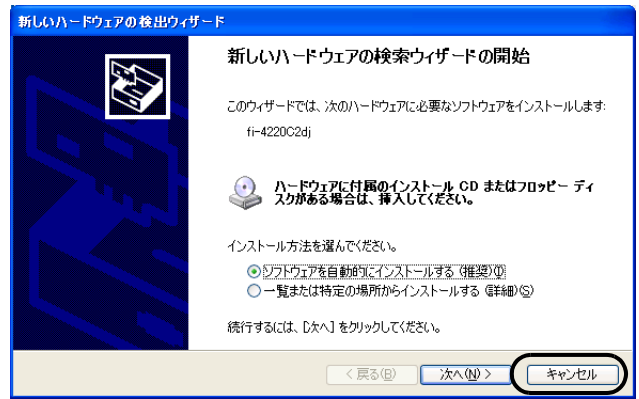 新しいハードウェアの検出ウィザード
新しいハードウェアの検索ウィザードの開始
このウィザードでは、次のハードウェアに必要なソフトウェアをインストールします:
fi-4220C2dj
ハードウェアに付属のインストール CD またはフロッピー ディ
スクがある場合は、挿入してください。
インストール方法を選んでください。
ソフトウェアを自動的にインストールする (推奨)(I)
一覧または特定の場所からインストールする (詳細)(S)
続行するには、[次へ] をクリックしてください。
< 戻る(B) 次へ(N) > キャンセル